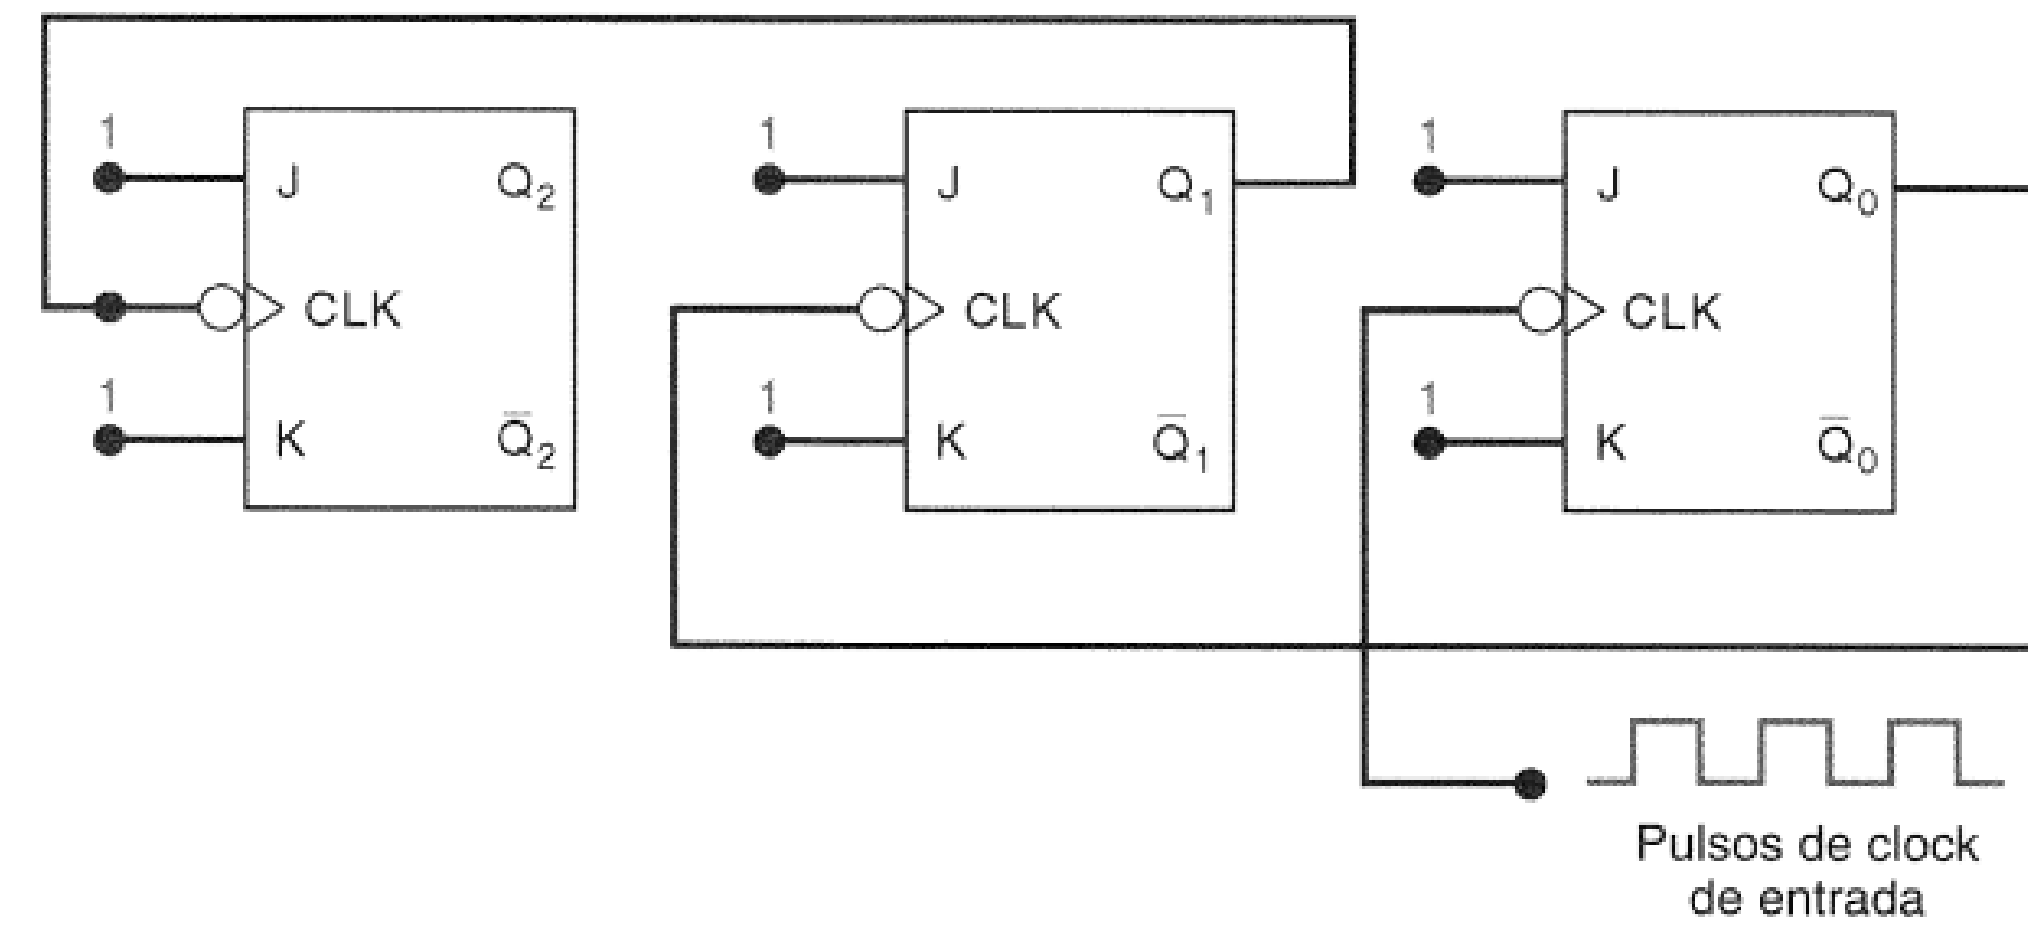 1 1 1
J Q2 J Q1 J Q0
CLK CLK CLK
1 1 1
K Q̅2 K Q̅1 K Q̅0
Pulsos de clock
de entrada